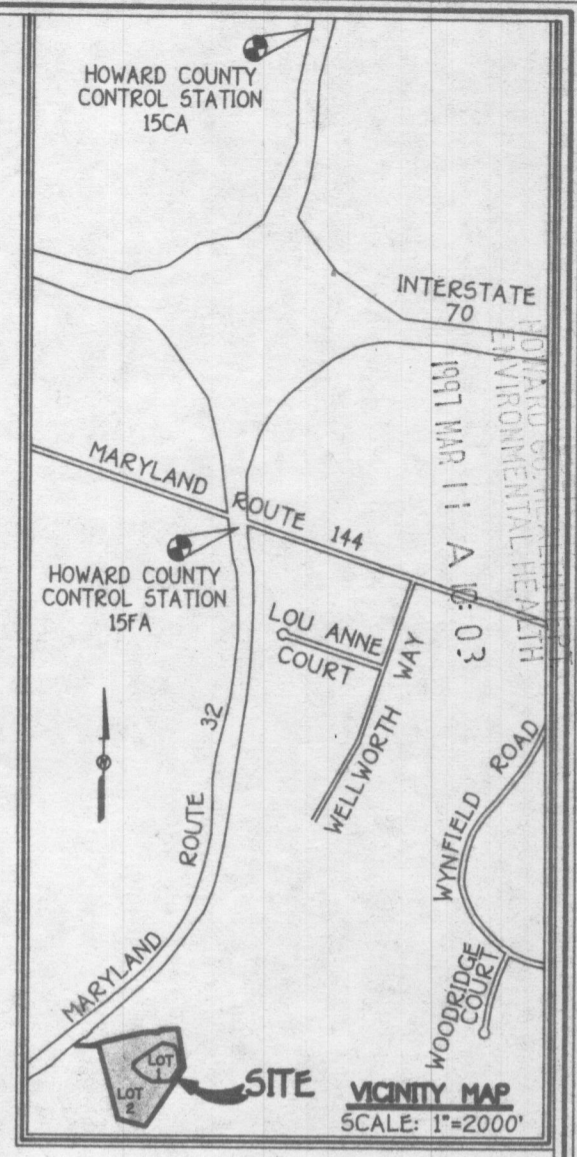 HOWARD COUNTY
CONTROL STATION
15CA
INTERSTATE
70
HOWARD CO. HEALTH DEPT
ENVIRONMENTAL HEALTH
1997 MAR 11 A 10:03
MARYLAND ROUTE 144
HOWARD COUNTY
CONTROL STATION
15FA
LOU ANNE
COURT
WELLWORTH WAY
MARYLAND ROUTE 32
WYNFIELD ROAD
WOODRIDGE
COURT
LOT
1
LOT
2
SITE
VICINITY MAP
SCALE: 1"=2000'